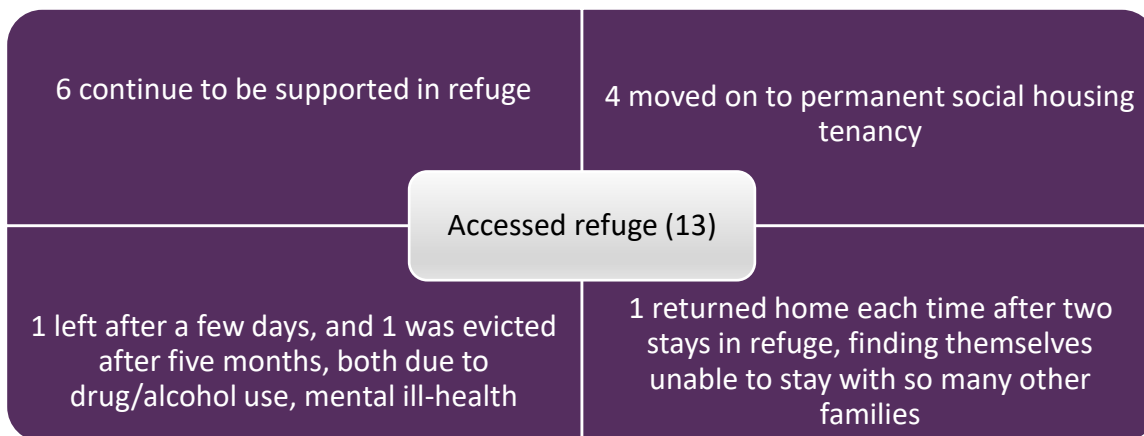 6 continue to be supported in refuge
4 moved on to permanent social housing
tenancy
Accessed refuge (13)
1 left after a few days, and 1 was evicted
after five months, both due to
drug/alcohol use, mental ill-health
1 returned home each time after two
stays in refuge, finding themselves
unable to stay with so many other
families